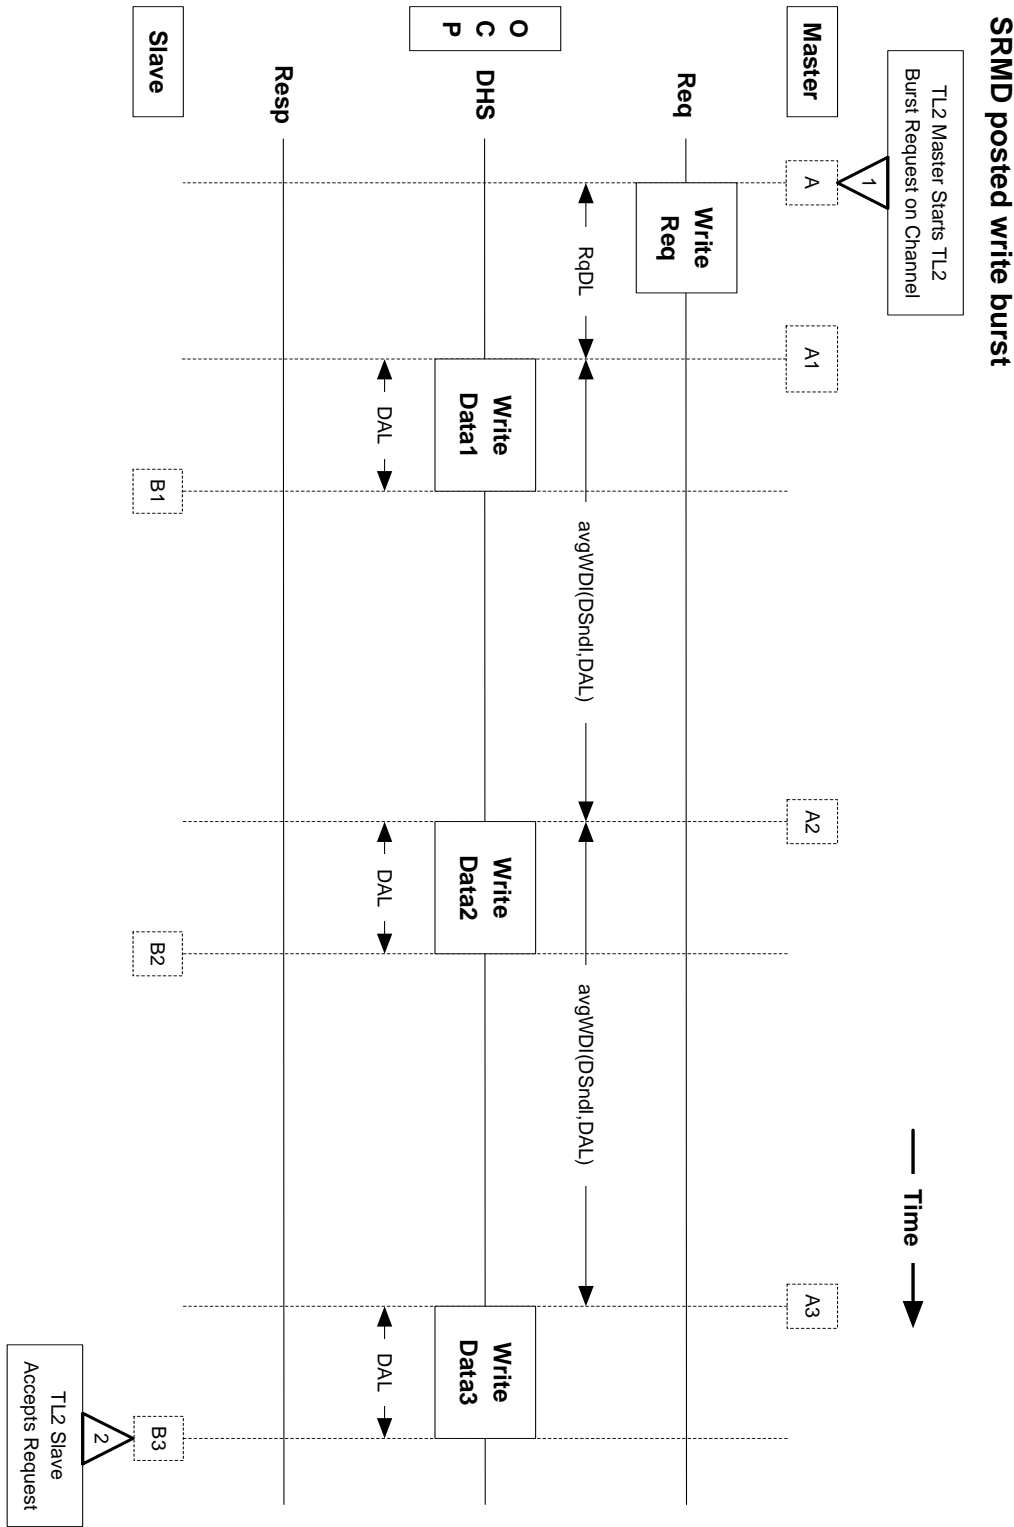 SRMD posted write burst
TL2 Master Starts TL2
Burst Request on Channel
1
Time
Master
A
A1
A2
A3
Req
Write
Req
RqDL
avgWDI(DSndI,DAL)
avgWDI(DSndI,DAL)
O
C
P
DHS
Write
Data1
Write
Data2
Write
Data3
DAL
DAL
DAL
Resp
Slave
B1
B2
B3
2
TL2 Slave
Accepts Request